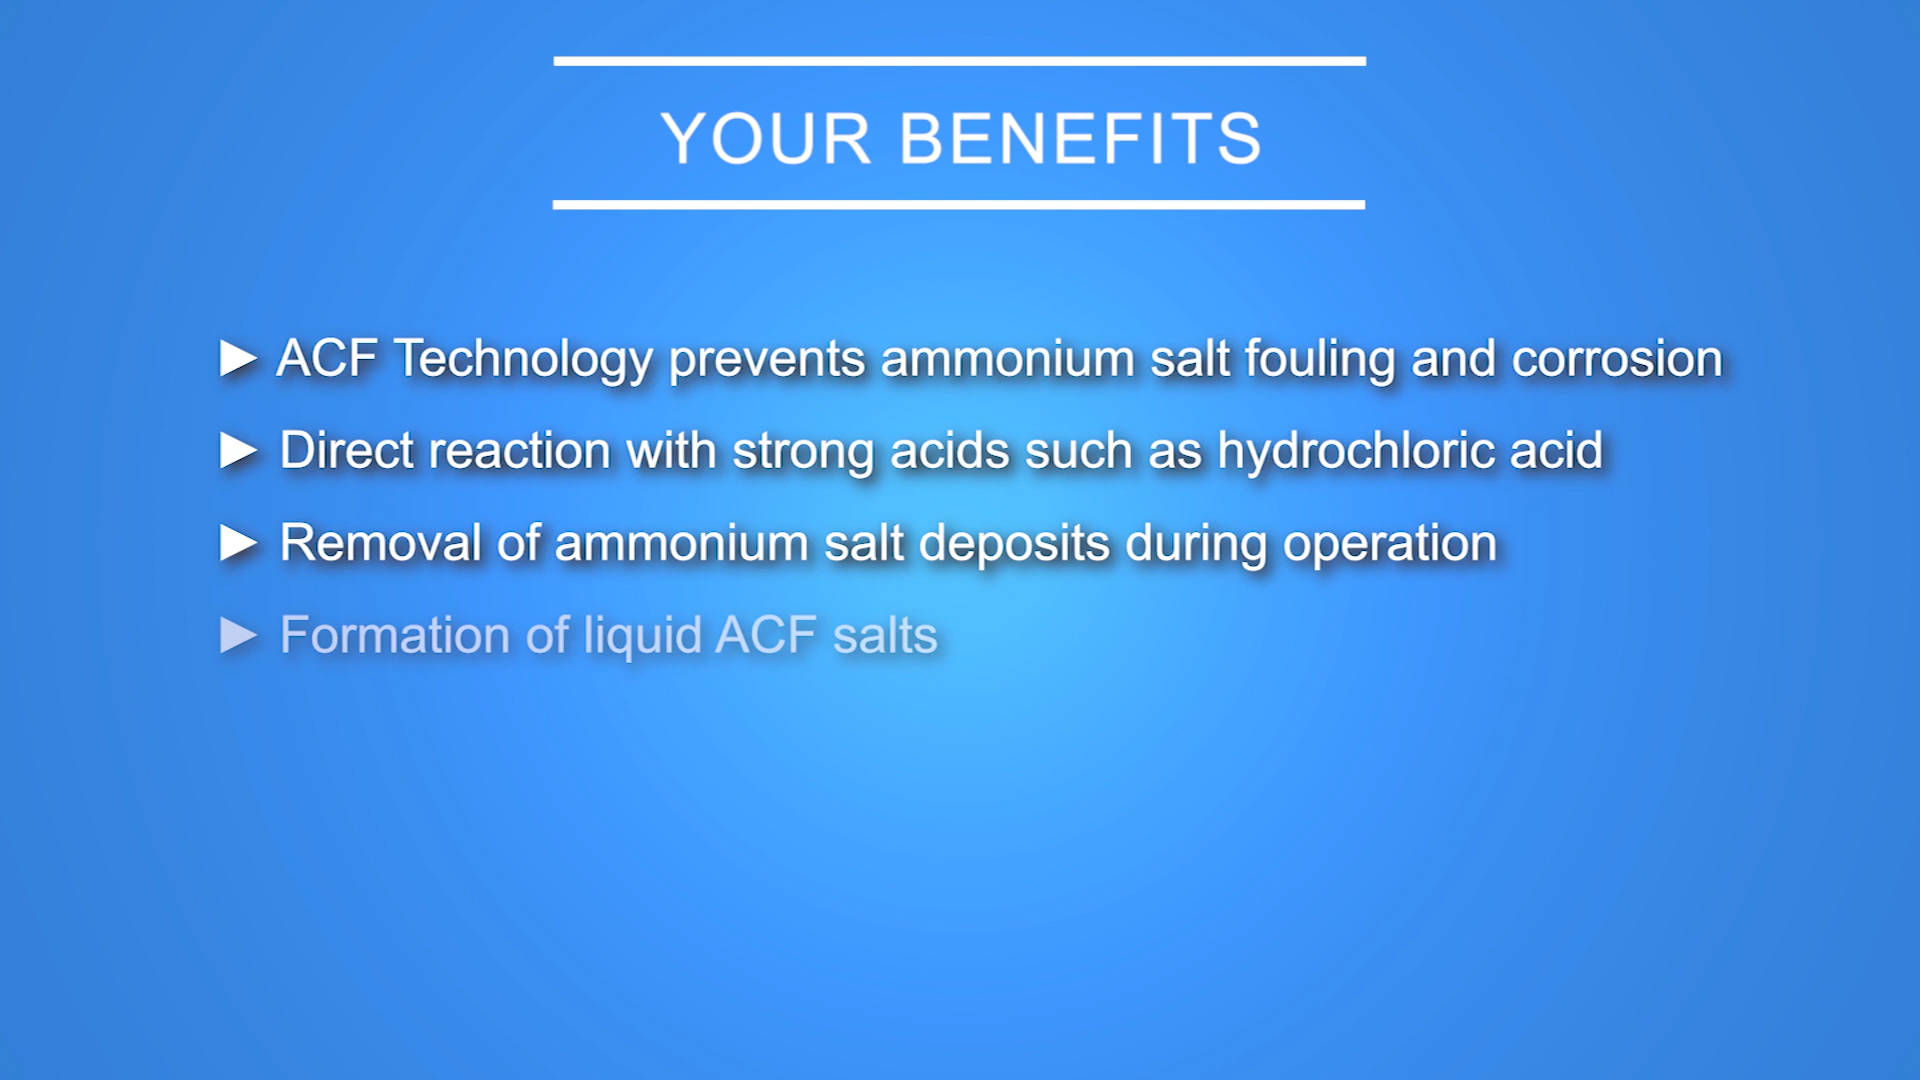 YOUR BENEFITS
► ACF Technology prevents ammonium salt fouling and corrosion
► Direct reaction with strong acids such as hydrochloric acid
► Removal of ammonium salt deposits during operation
► Formation of liquid ACF salts